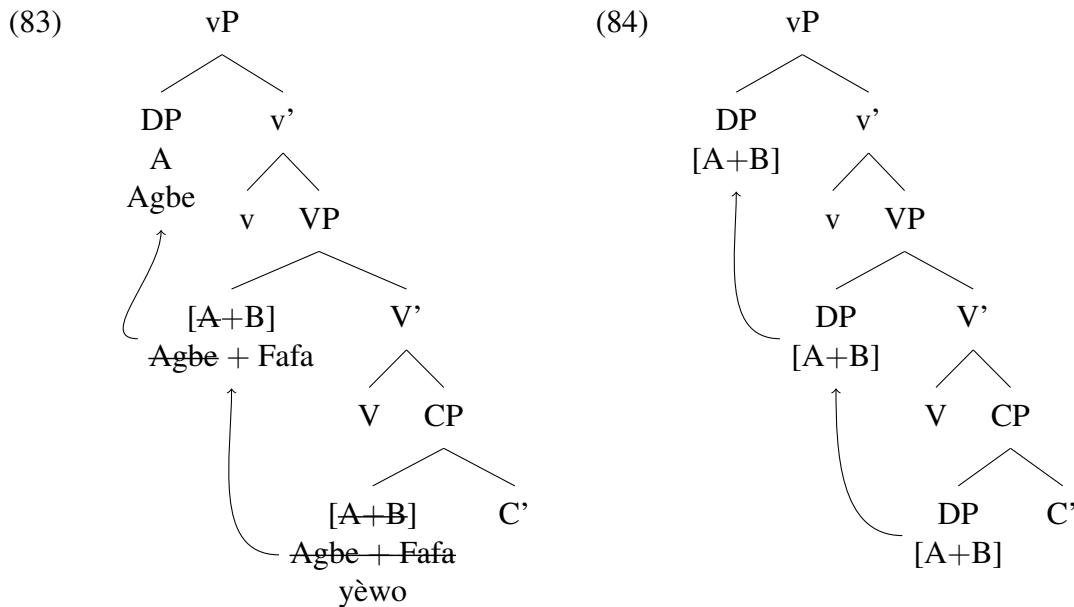 (83) vP (84) vP
DP v' DP v'
A [A+B]
Agbe
v VP v VP
[A+B] V' DP V'
Agbe + Fafa [A+B]
V CP V CP
[A+B] C' DP C'
Agbe + Fafa [A+B]
yèwo